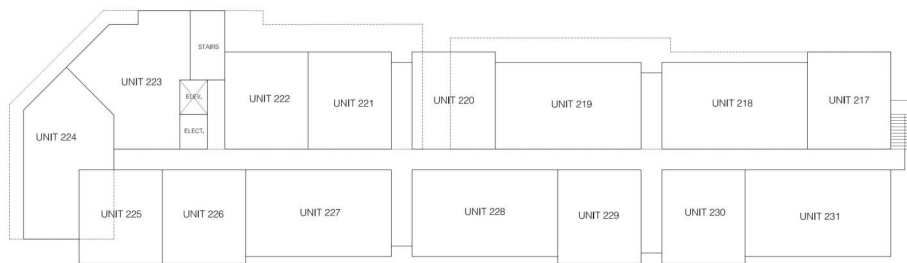 STAIRS
UNIT 223
ELEV.
ELECT.
UNIT 222
UNIT 221
UNIT 220
UNIT 219
UNIT 218
UNIT 217
UNIT 224
UNIT 225
UNIT 226
UNIT 227
UNIT 228
UNIT 229
UNIT 230
UNIT 231